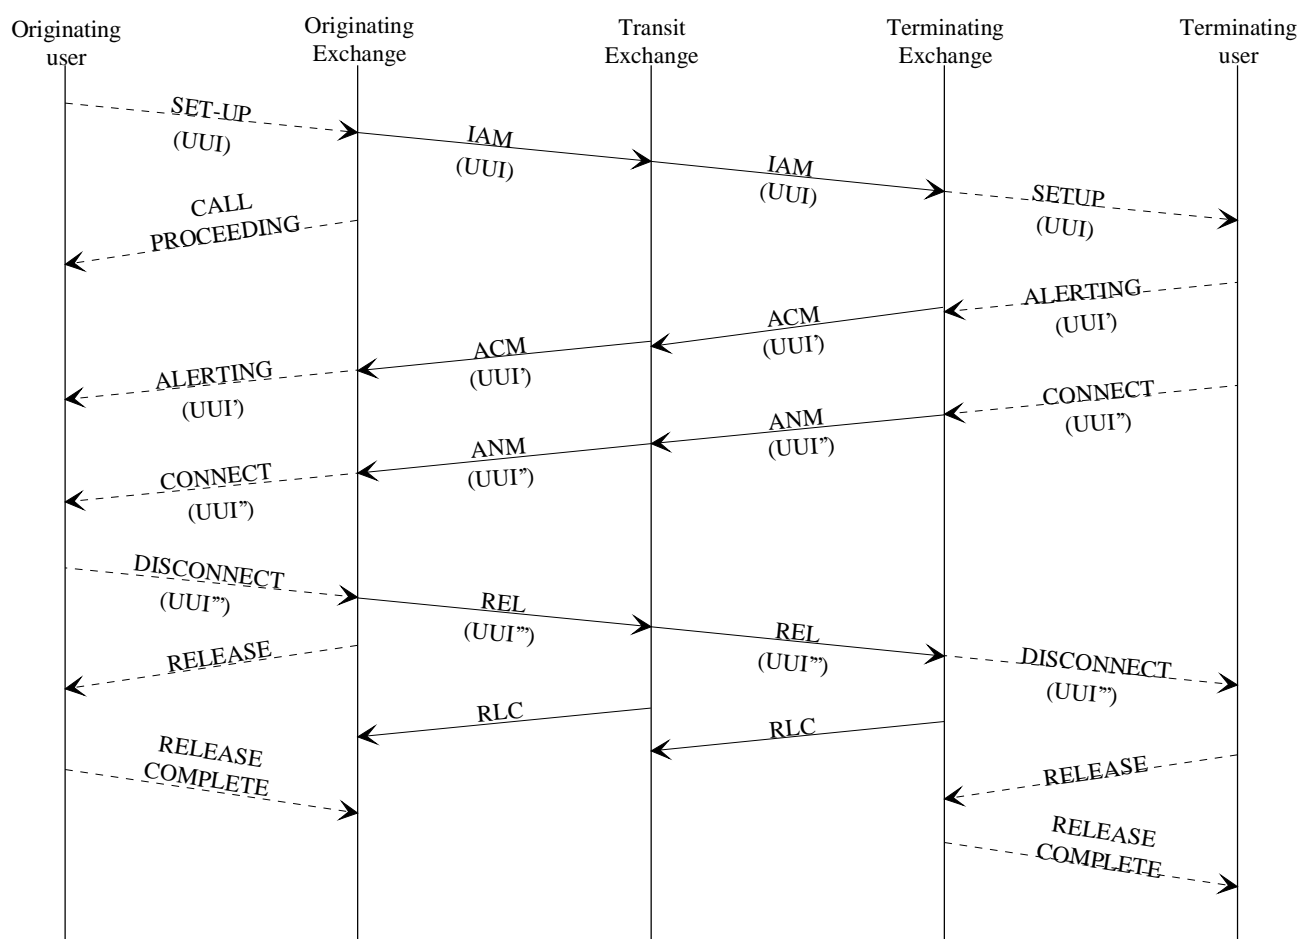 Originating
user
Originating
Exchange
Transit
Exchange
Terminating
Exchange
Terminating
user
SET-UP
(UUI)
IAM
(UUI)
IAM
(UUI)
SETUP
(UUI)
CALL
PROCEEDING
ALERTING
(UUI')
ACM
(UUI')
ACM
(UUI')
ALERTING
(UUI')
CONNECT
(UUI'')
ANM
(UUI'')
ANM
(UUI'')
CONNECT
(UUI'')
DISCONNECT
(UUI''')
REL
(UUI''')
REL
(UUI''')
DISCONNECT
(UUI''')
RELEASE
RLC
RLC
RELEASE
COMPLETE
RELEASE
RELEASE
COMPLETE